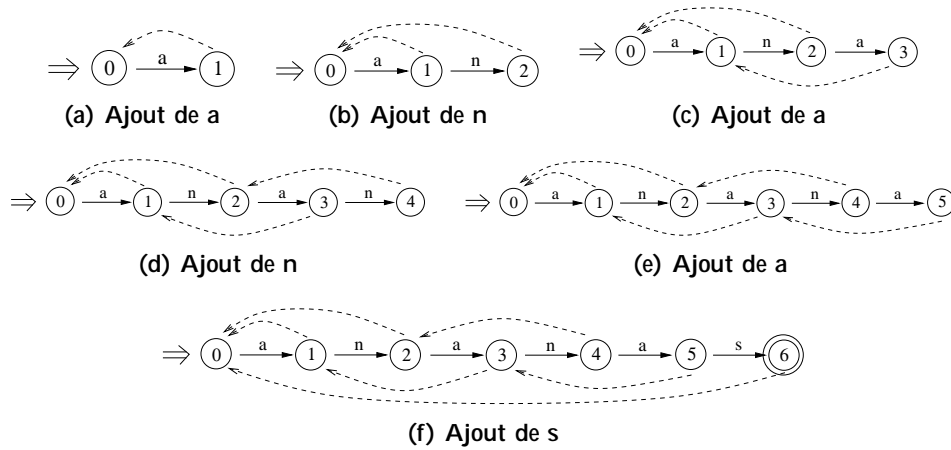 ⇒ 0 a 1
(a) Ajout de a
⇒ 0 a 1 n 2
(b) Ajout de n
⇒ 0 a 1 n 2 a 3
(c) Ajout de a
⇒ 0 a 1 n 2 a 3 n 4
(d) Ajout de n
⇒ 0 a 1 n 2 a 3 n 4 a 5
(e) Ajout de a
⇒ 0 a 1 n 2 a 3 n 4 a 5 s 6
(f) Ajout de s